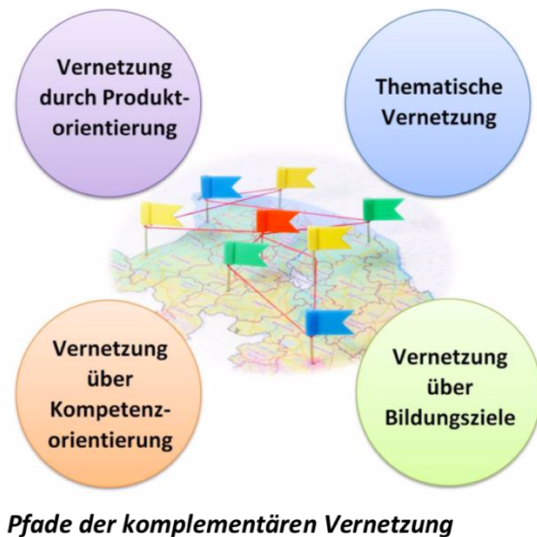 Vernetzung
durch Produkt-
orientierung
Thematische
Vernetzung
Vernetzung
über
Kompetenz-
orientierung
Vernetzung
über
Bildungsziele
Pfade der komplementären Vernetzung